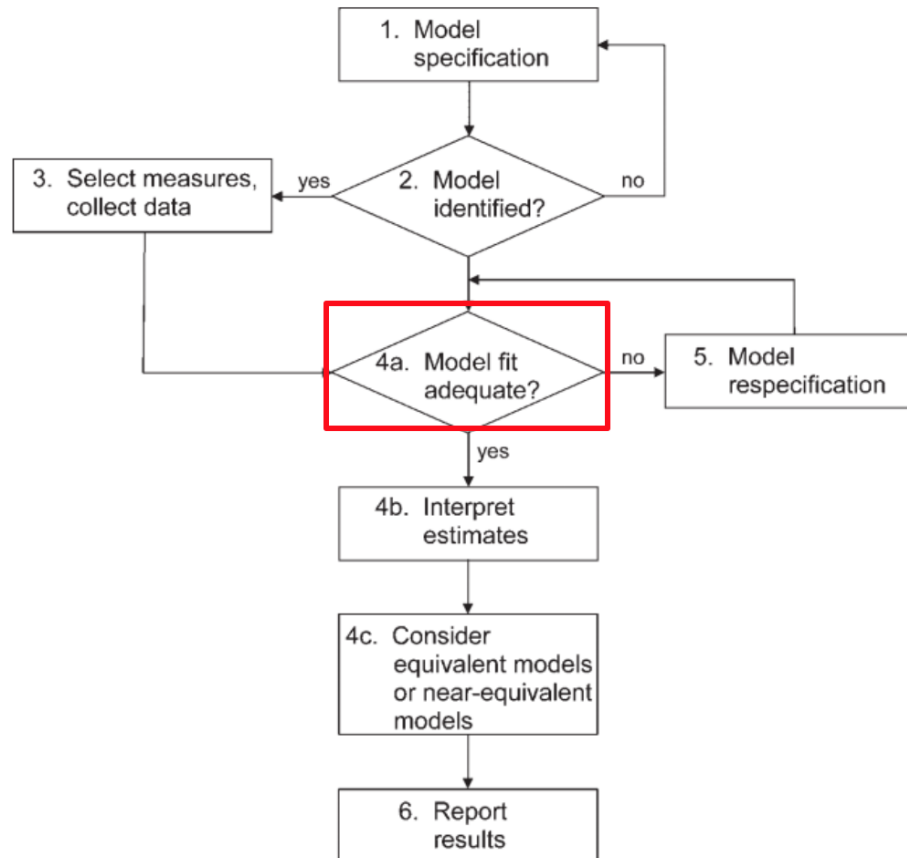 1. Model
specification
3. Select measures,
collect data
yes
2. Model
identified?
no
4a. Model fit
adequate?
no
5. Model
respecification
yes
4b. Interpret
estimates
4c. Consider
equivalent models
or near-equivalent
models
6. Report
results